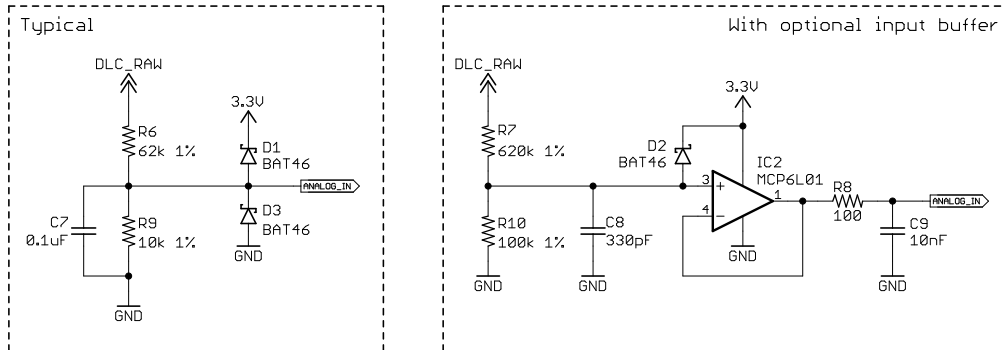 Typical
DLC_RAW
R6
62k 1%
3.3V
D1
BAT46
ANALOG_IN
C7
0.1uF
R9
10k 1%
D3
BAT46
GND
GND
With optional input buffer
DLC_RAW
R7
620k 1%
3.3V
D2
BAT46
IC2
MCP6L01
3
+
4
-
1
R8
100
ANALOG_IN
R10
100k 1%
C8
330pF
C9
10nF
GND
GND
GND
GND